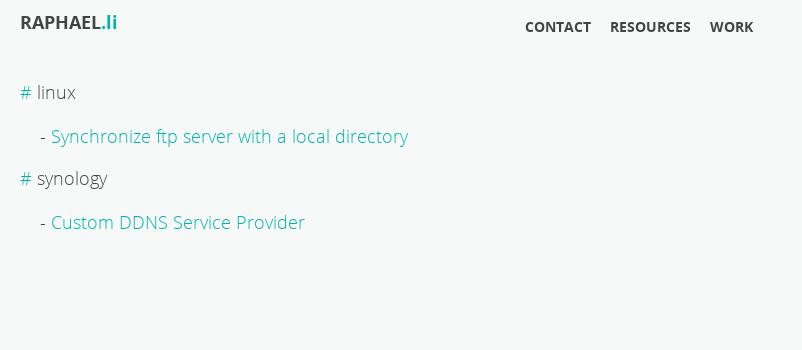 RAPHAEL.li
CONTACT RESOURCES WORK
# linux
- Synchronize ftp server with a local directory
# synology
- Custom DDNS Service Provider